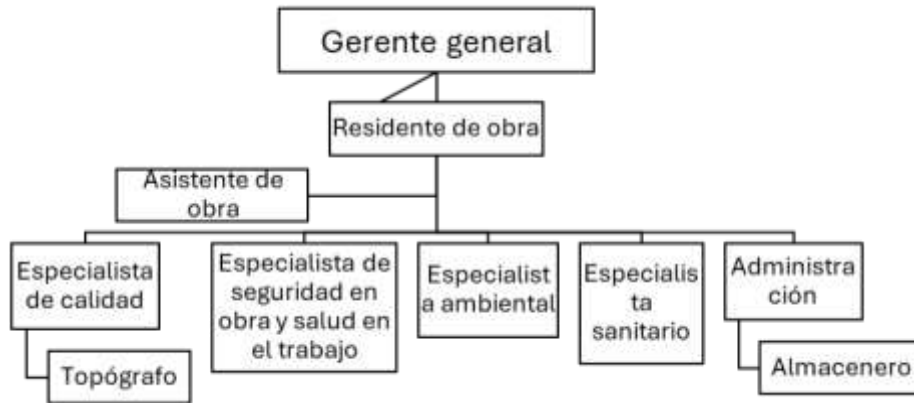 Gerente general
Residente de obra
Asistente de
obra
Especialista
de calidad
Especialista de
seguridad en
obra y salud en
el trabajo
Especialist
a ambiental
Especialis
ta
sanitario
Administra
ción
Topógrafo
Almacenero